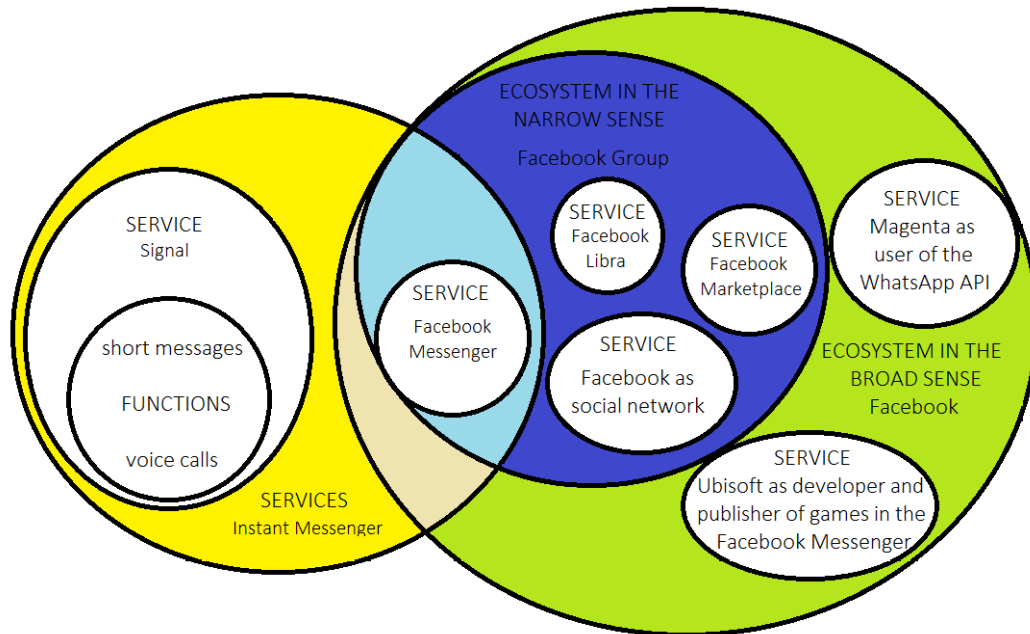 SERVICE
Signal
short messages
FUNCTIONS
voice calls
SERVICES
Instant Messenger
SERVICE
Facebook
Messenger
ECOSYSTEM IN THE
NARROW SENSE
Facebook Group
SERVICE
Facebook
Libra
SERVICE
Facebook
Marketplace
SERVICE
Facebook as
social network
SERVICE
Magenta as
user of the
WhatsApp API
ECOSYSTEM IN THE
BROAD SENSE
Facebook
SERVICE
Ubisoft as developer and
publisher of games in the
Facebook Messenger